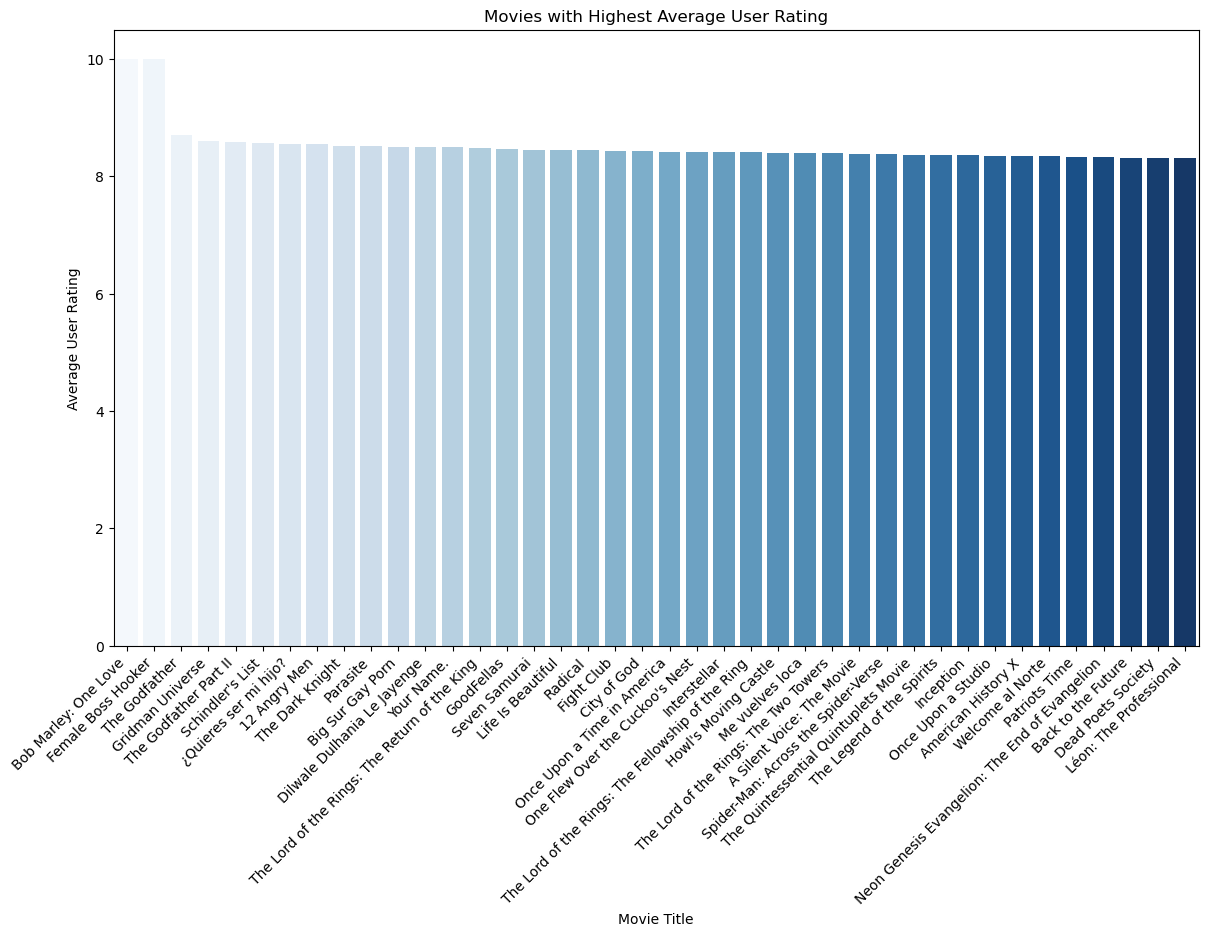 Movies with Highest Average User Rating
Average User Rating
10
8
6
4
2
0
Bob Marley: One Love
Female Boss Hooker
The Godfather
Gridman Universe
The Godfather Part II
Schindler's List
¿Quieres ser mi hijo?
12 Angry Men
The Dark Knight
Parasite
Big Sur Gay Porn
Dilwale Dulhania Le Jayenge
Your Name.
The Lord of the Rings: The Return of the King
GoodFellas
Seven Samurai
Life Is Beautiful
Radical
Fight Club
City of God
Once Upon a Time in America
One Flew Over the Cuckoo's Nest
Interstellar
The Lord of the Rings: The Fellowship of the Ring
Howl's Moving Castle
Me vuelves loca
The Lord of the Rings: The Two Towers
A Silent Voice: The Movie
Spider-Man: Across the Spider-Verse
The Quintessential Quintuplets Movie
The Legend of the Spirits
Inception
Once Upon a Studio
American History X
Welcome al Norte
Patriots Time
Neon Genesis Evangelion: The End of Evangelion
Back to the Future
Dead Poets Society
Léon: The Professional
Movie Title